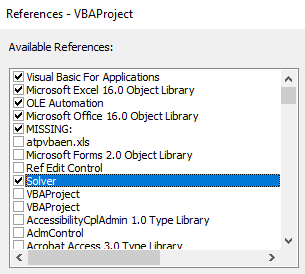 References - VBAProject
Available References:
Visual Basic For Applications
Microsoft Excel 16.0 Object Library
OLE Automation
Microsoft Office 16.0 Object Library
MISSING:
atpvbaen.xls
Microsoft Forms 2.0 Object Library
Ref Edit Control
Solver
VBAProject
VBAProject
AccessibilityCplAdmin 1.0 Type Library
AclmControl
Acrobat Access 3.0 Type Library